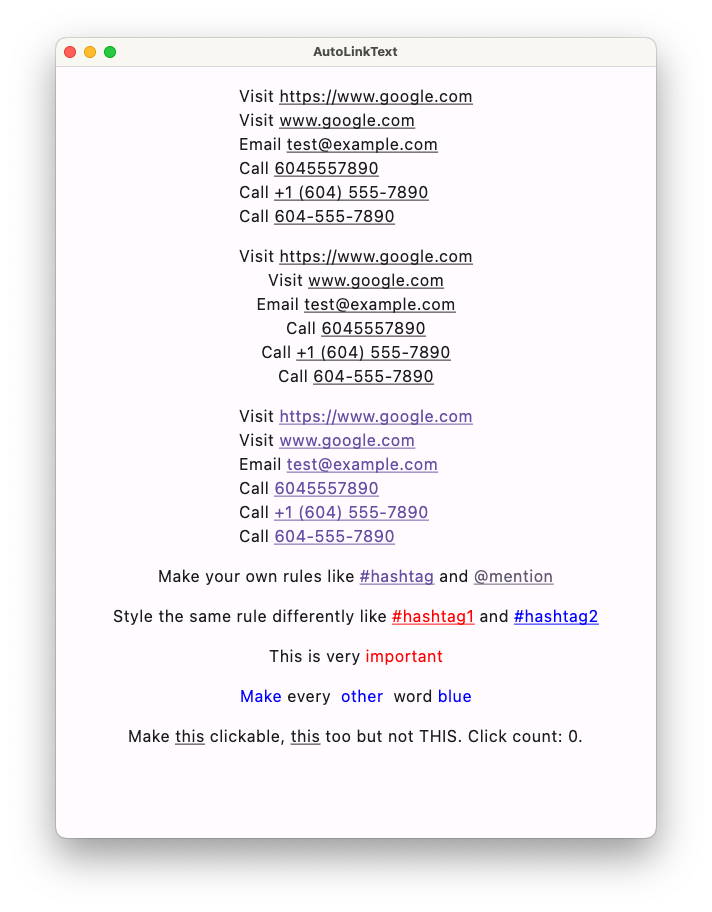 AutoLinkText
Visit https://www.google.com
Visit www.google.com
Email test@example.com
Call 6045557890
Call +1 (604) 555-7890
Call 604-555-7890
Visit https://www.google.com
Visit www.google.com
Email test@example.com
Call 6045557890
Call +1 (604) 555-7890
Call 604-555-7890
Visit https://www.google.com
Visit www.google.com
Email test@example.com
Call 6045557890
Call +1 (604) 555-7890
Call 604-555-7890
Make your own rules like #hashtag and @mention
Style the same rule differently like #hashtag1 and #hashtag2
This is very important
Make every other word blue
Make this clickable, this too but not THIS. Click count: 0.